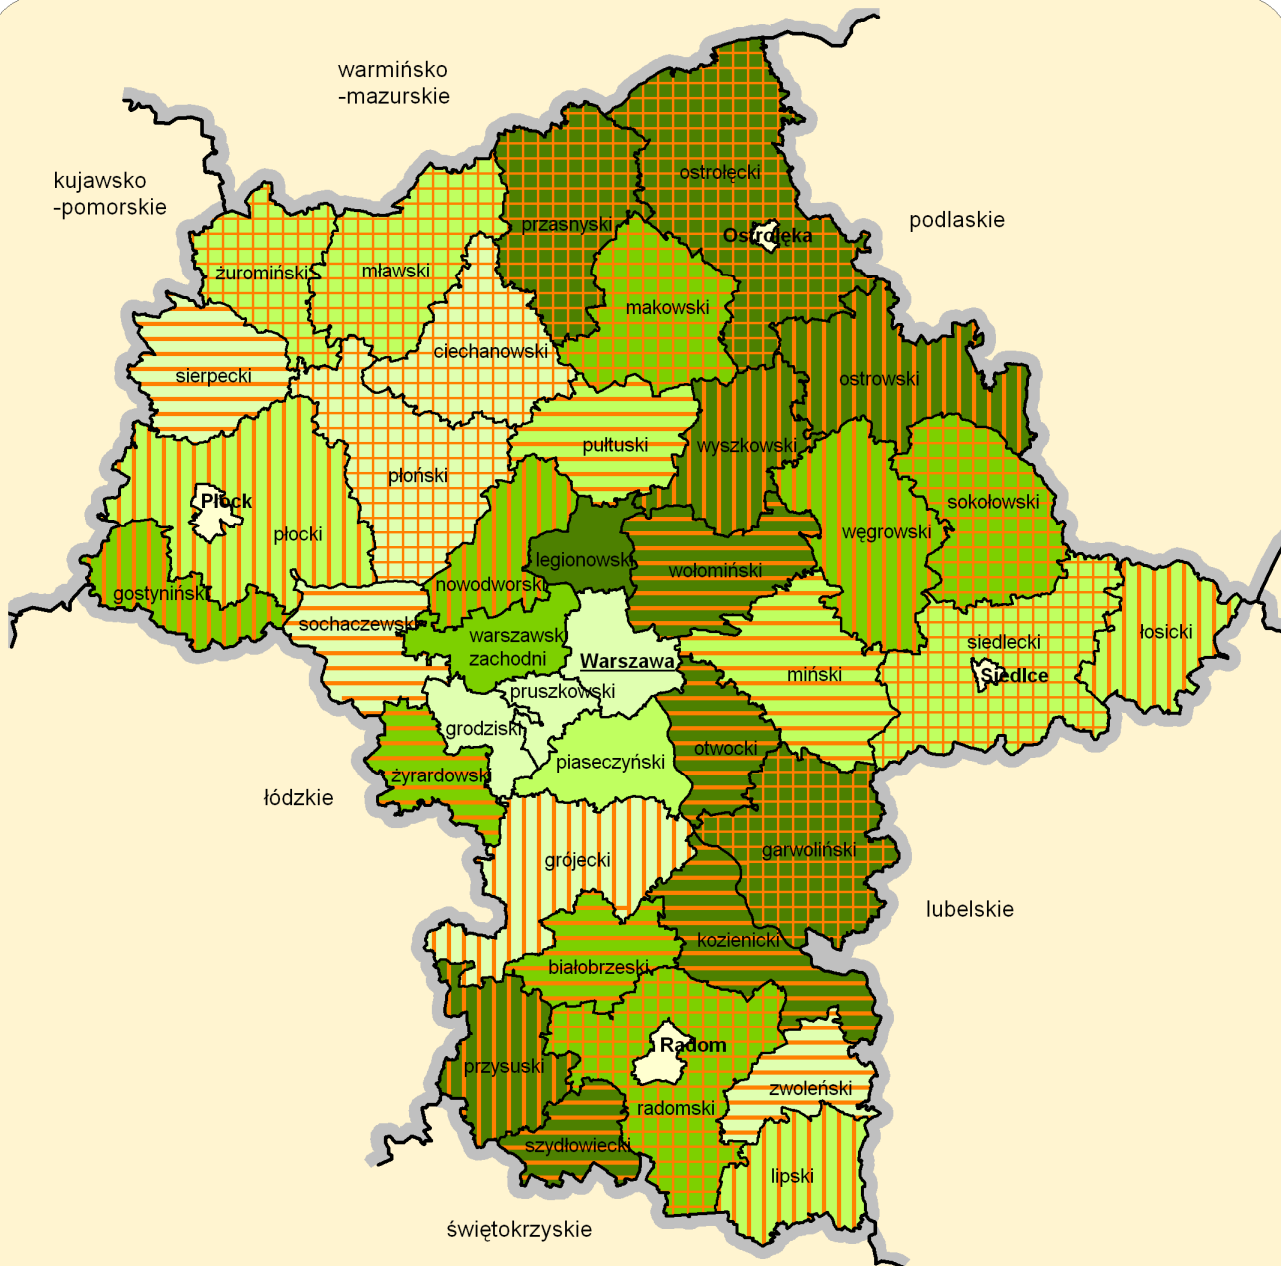 warmińsko
-mazurskie
kujawsko
-pomorskie
ostrołęcki
podlaskie
przasnyski
Ostrołęka
żuromiński
mławski
makowski
ciechanowski
sierpecki
ostrowski
pułtuski
wyszkowski
płoński
Płock
sokołowski
płocki
węgrowski
legionowski
wołomiński
nowodworski
gostyniński
sochaczewski
warszawski
zachodni
łosicki
siedlecki
Warszawa
miński
Siedlce
pruszkowski
grodziski
otwocki
piaseczyński
żyrardowski
łódzkie
garwoliński
grójecki
lubelskie
kozienicki
białobrzeski
Radom
przysuski
zwoleński
radomski
szydłowiecki
lipski
świętokrzyskie